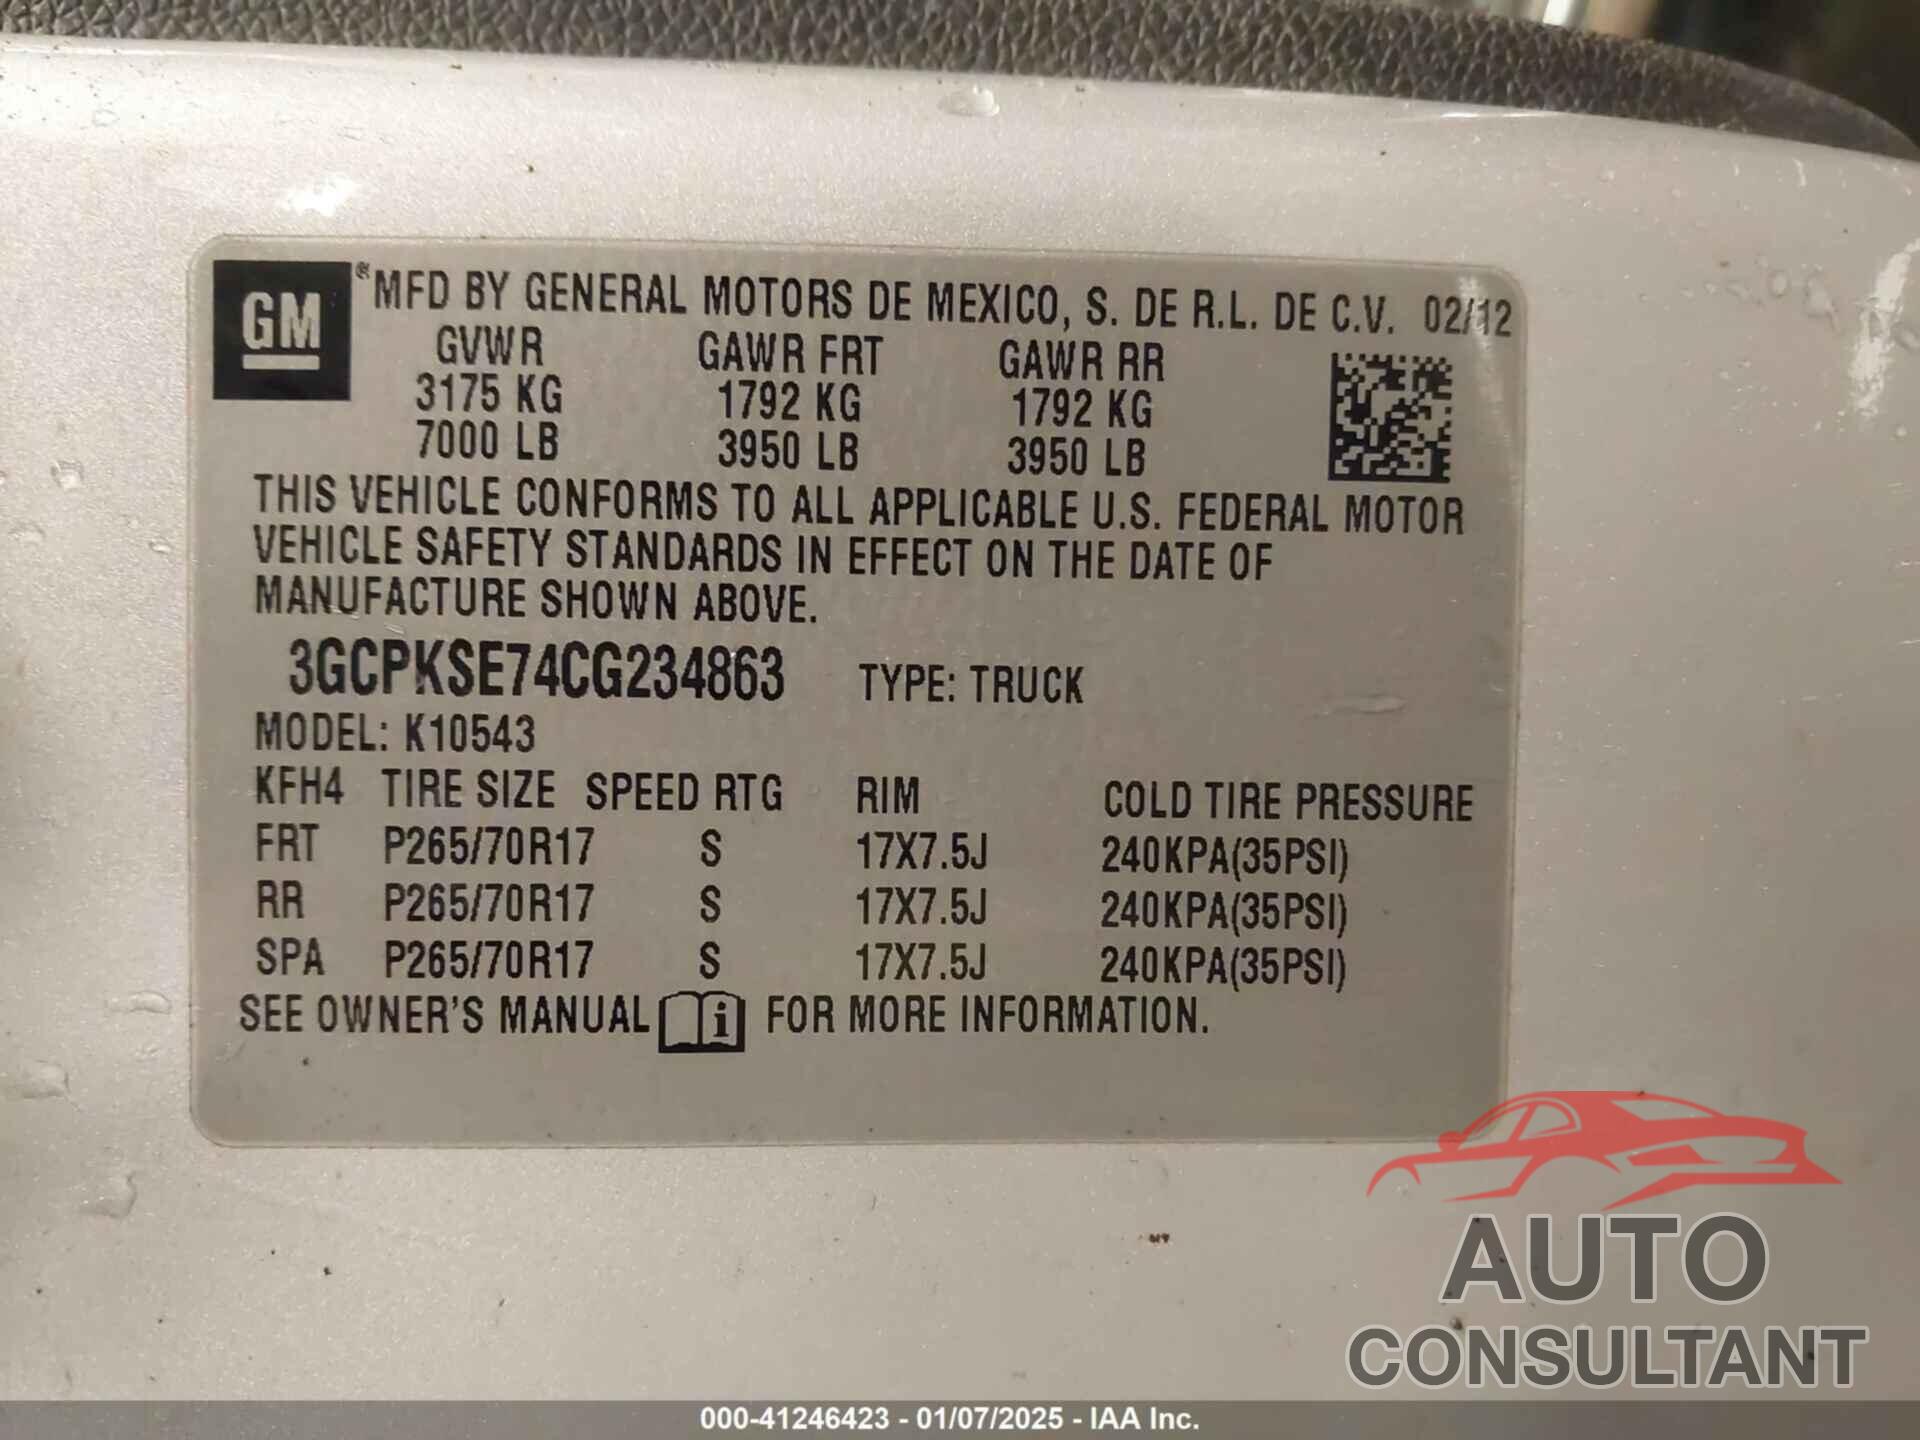 GM ® MFD BY GENERAL MOTORS DE MEXICO, S. DE R.L. DE C.V. 02/12
GVWR GAWR FRT GAWR RR
3175 KG 1792 KG 1792 KG
7000 LB 3950 LB 3950 LB
THIS VEHICLE CONFORMS TO ALL APPLICABLE U.S. FEDERAL MOTOR
VEHICLE SAFETY STANDARDS IN EFFECT ON THE DATE OF
MANUFACTURE SHOWN ABOVE.
3GCPKSE74CG234863 TYPE: TRUCK
MODEL: K10543
KFH4 TIRE SIZE SPEED RTG RIM COLD TIRE PRESSURE
FRT P265/70R17 S 17X7.5J 240KPA(35PSI)
RR P265/70R17 S 17X7.5J 240KPA(35PSI)
SPA P265/70R17 S 17X7.5J 240KPA(35PSI)
SEE OWNER'S MANUAL i FOR MORE INFORMATION.
AUTO
CONSULTANT
000-41246423 - 01/07/2025 - IAA Inc.